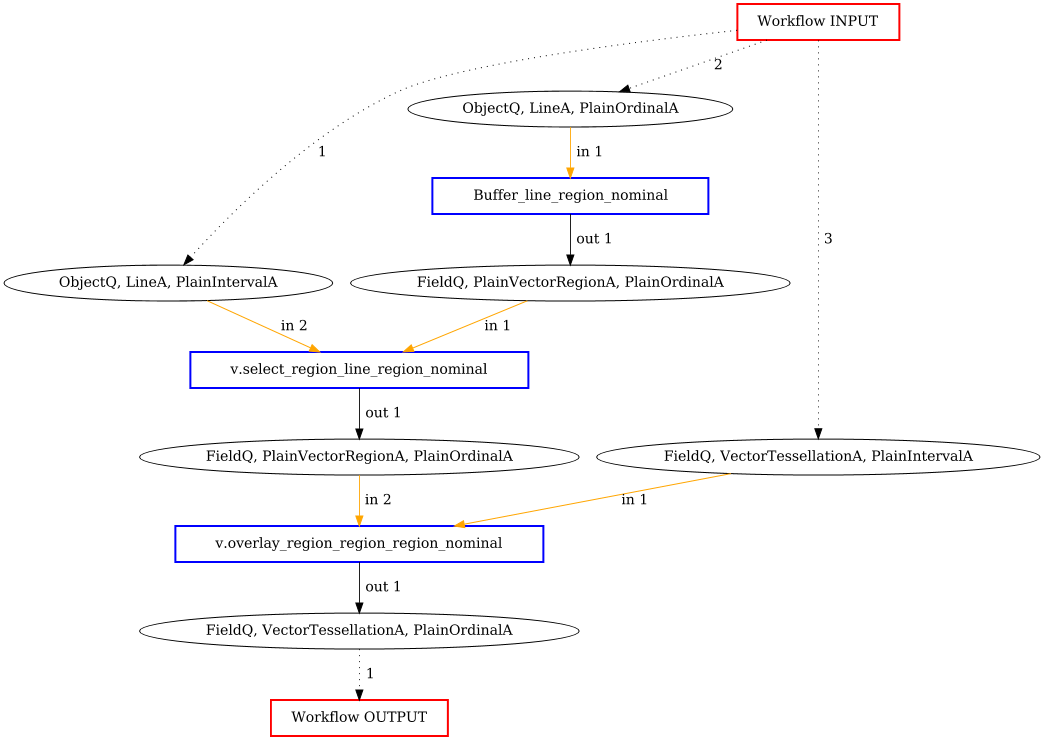 Workflow INPUT
2
ObjectQ, LineA, PlainOrdinalA
1
in 1
Buffer_line_region_nominal
out 1
3
ObjectQ, LineA, PlainIntervalA
FieldQ, PlainVectorRegionA, PlainOrdinalA
in 2
in 1
v.select_region_line_region_nominal
out 1
FieldQ, PlainVectorRegionA, PlainOrdinalA
FieldQ, VectorTessellationA, PlainIntervalA
in 2
in 1
v.overlay_region_region_region_nominal
out 1
FieldQ, VectorTessellationA, PlainOrdinalA
1
Workflow OUTPUT